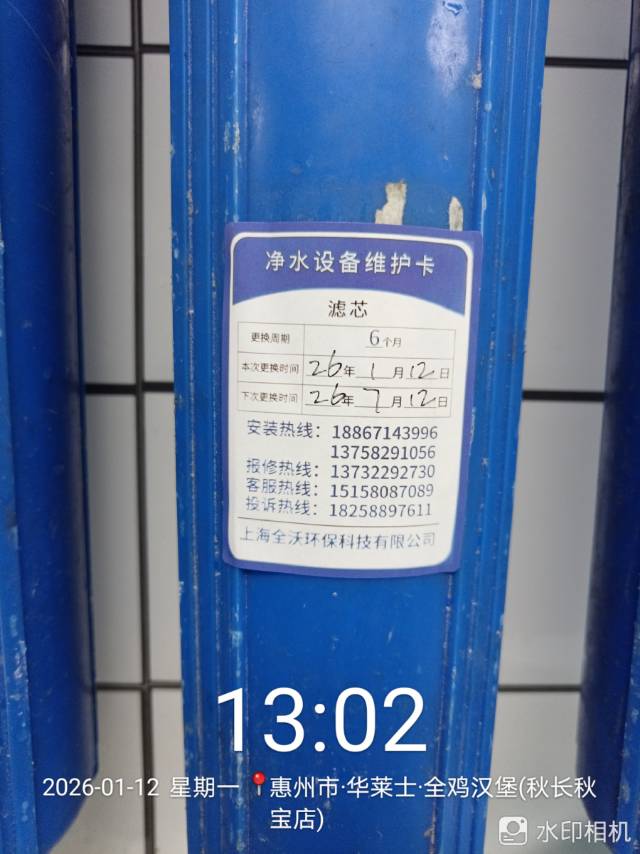 净水设备维护卡
滤芯
更换周期 6个月
本次更换时间 26年1月12日
下次更换时间 26年7月12日
安装热线：18867143996
13758291056
报修热线：13732292730
客服热线：15158087089
投诉热线：18258897611
上海全沃环保科技有限公司
13:02
2026-01-12 星期一 📍惠州市·华莱士·全鸡汉堡(秋长秋
宝店)
水印相机